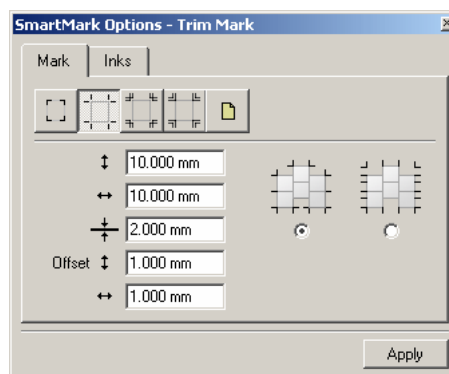 SmartMark Options - Trim Mark
Mark Inks
10.000 mm
10.000 mm
2.000 mm
Offset 1.000 mm
1.000 mm
Apply